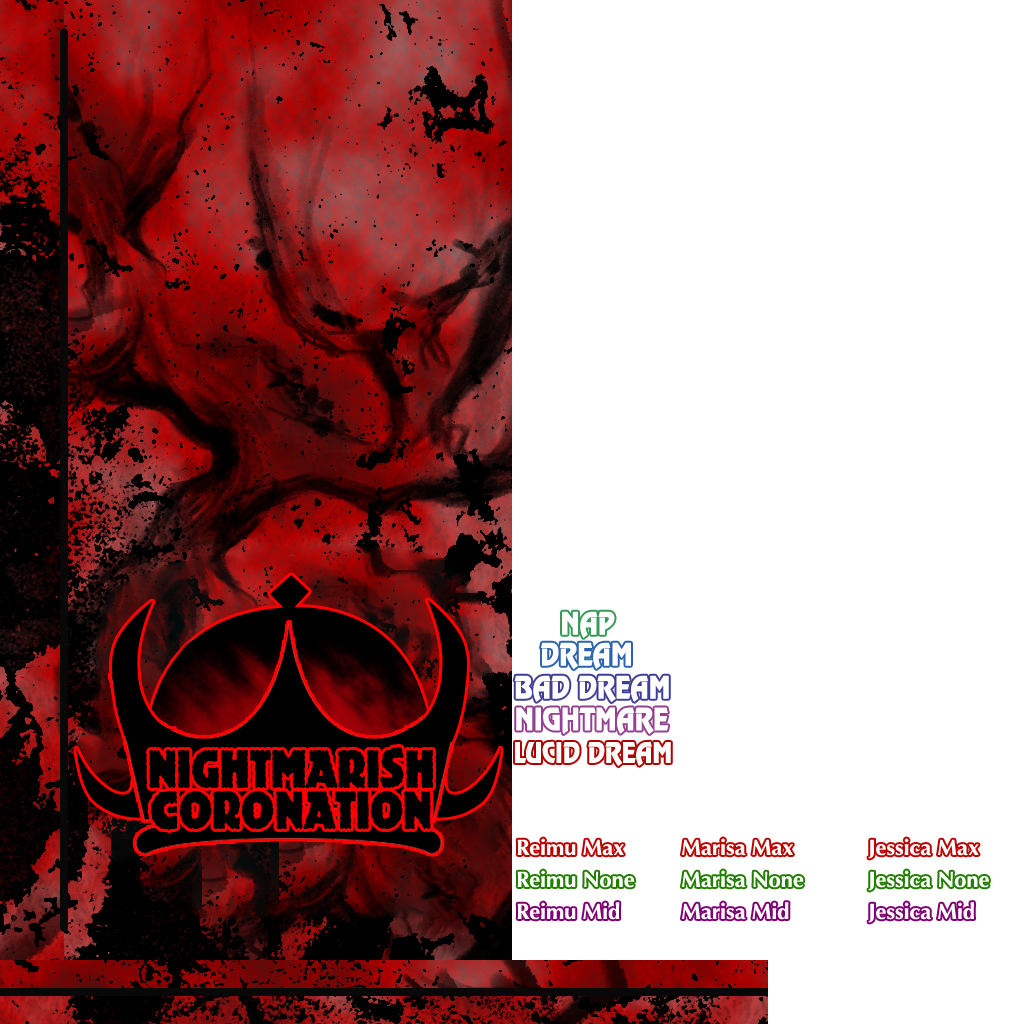 NIGHTMARISH
CORONATION
NAP
DREAM
BAD DREAM
NIGHTMARE
LUCID DREAM
Reimu Max
Marisa Max
Jessica Max
Reimu None
Marisa None
Jessica None
Reimu Mid
Marisa Mid
Jessica Mid